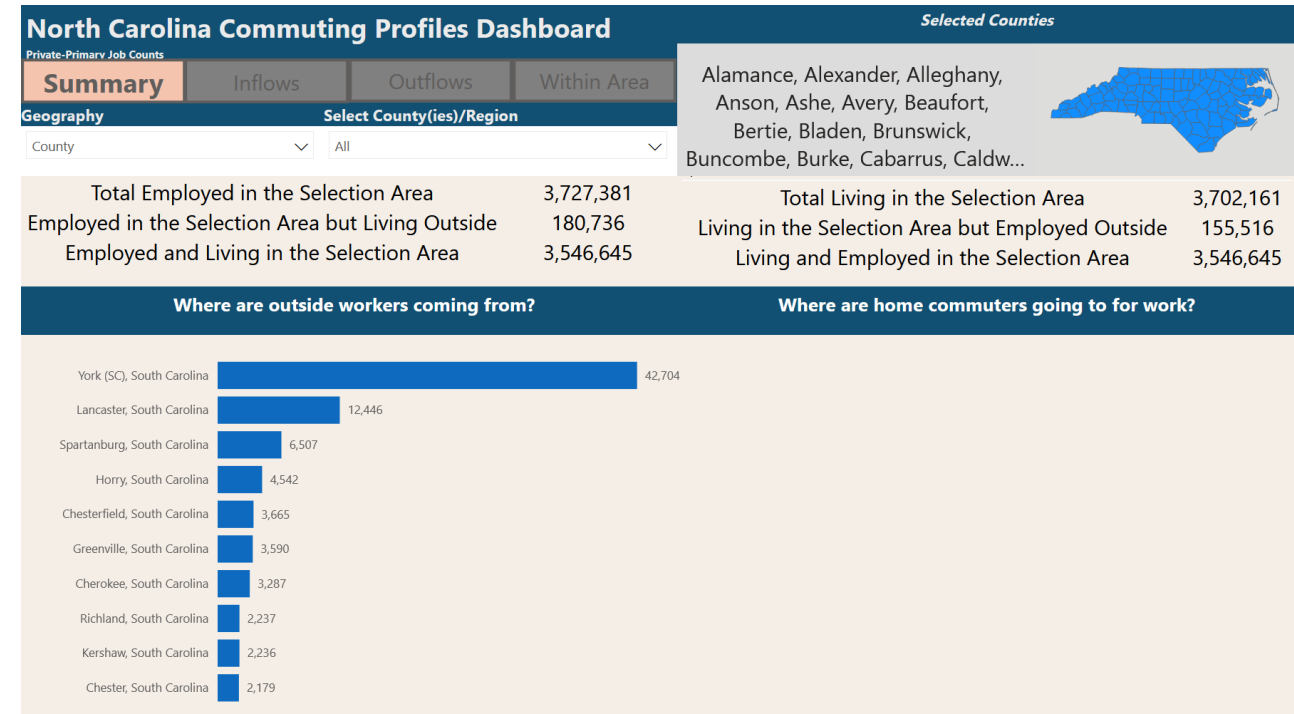 North Carolina Commuting Profiles Dashboard
Private-Primary Job Counts
Summary
Inflows
Outflows
Within Area
Geography
Select County(ies)/Region
County
All
Selected Counties
Alamance, Alexander, Alleghany,
Anson, Ashe, Avery, Beaufort,
Bertie, Bladen, Brunswick,
Buncombe, Burke, Cabarrus, Caldw...
Total Employed in the Selection Area 3,727,381
Employed in the Selection Area but Living Outside 180,736
Employed and Living in the Selection Area 3,546,645
Total Living in the Selection Area 3,702,161
Living in the Selection Area but Employed Outside 155,516
Living and Employed in the Selection Area 3,546,645
Where are outside workers coming from?
Where are home commuters going to for work?
York (SC), South Carolina 42,704
Lancaster, South Carolina 12,446
Spartanburg, South Carolina 6,507
Horry, South Carolina 4,542
Chesterfield, South Carolina 3,665
Greenville, South Carolina 3,590
Cherokee, South Carolina 3,287
Richland, South Carolina 2,237
Kershaw, South Carolina 2,236
Chester, South Carolina 2,179